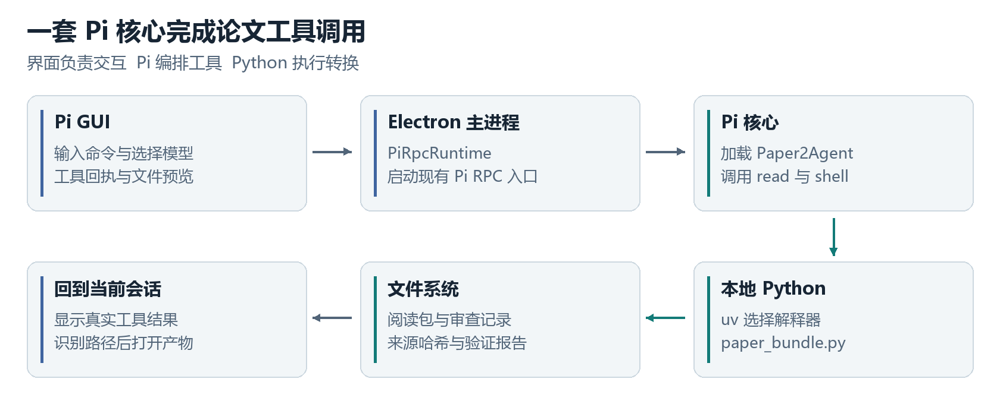 一套 Pi 核心完成论文工具调用
界面负责交互 Pi 编排工具 Python 执行转换
Pi GUI
输入命令与选择模型
工具回执与文件预览
Electron 主进程
PiRpcRuntime
启动现有 Pi RPC 入口
Pi 核心
加载 Paper2Agent
调用 read 与 shell
回到当前会话
显示真实工具结果
识别路径后打开产物
文件系统
阅读包与审查记录
来源哈希与验证报告
本地 Python
uv 选择解释器
paper_bundle.py